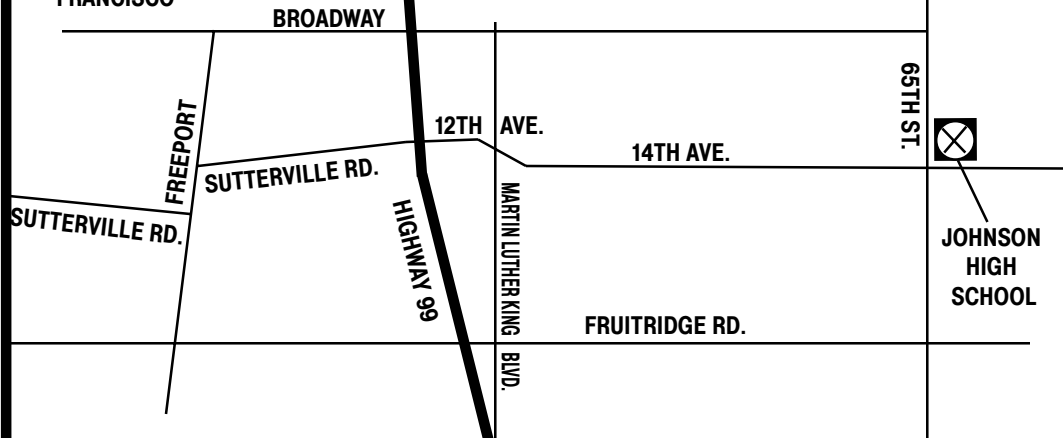 BROADWAY
65TH ST.
FREEPORT
12TH AVE.
14TH AVE.
SUTTERVILLE RD.
SUTTERVILLE RD.
HIGHWAY 99
MARTIN LUTHER KING BLVD.
JOHNSON
HIGH
SCHOOL
FRUITRIDGE RD.